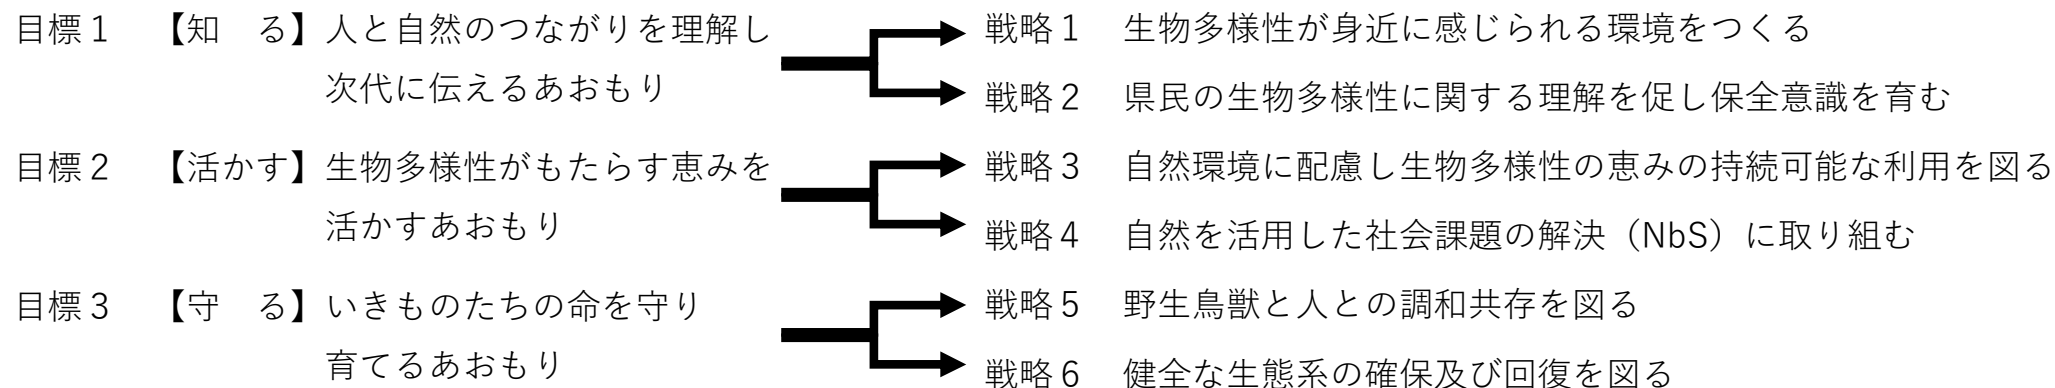 目標１　【知　る】人と自然のつながりを理解し
次代に伝えるあおもり
戦略１　生物多様性が身近に感じられる環境をつくる
戦略２　県民の生物多様性に関する理解を促し保全意識を育む
目標２　【活かす】生物多様性がもたらす恵みを
活かすあおもり
戦略３　自然環境に配慮し生物多様性の恵みの持続可能な利用を図る
戦略４　自然を活用した社会課題の解決（NbS）に取り組む
目標３　【守　る】いきものたちの命を守り
育てるあおもり
戦略５　野生鳥獣と人との調和共存を図る
戦略６　健全な生態系の確保及び回復を図る